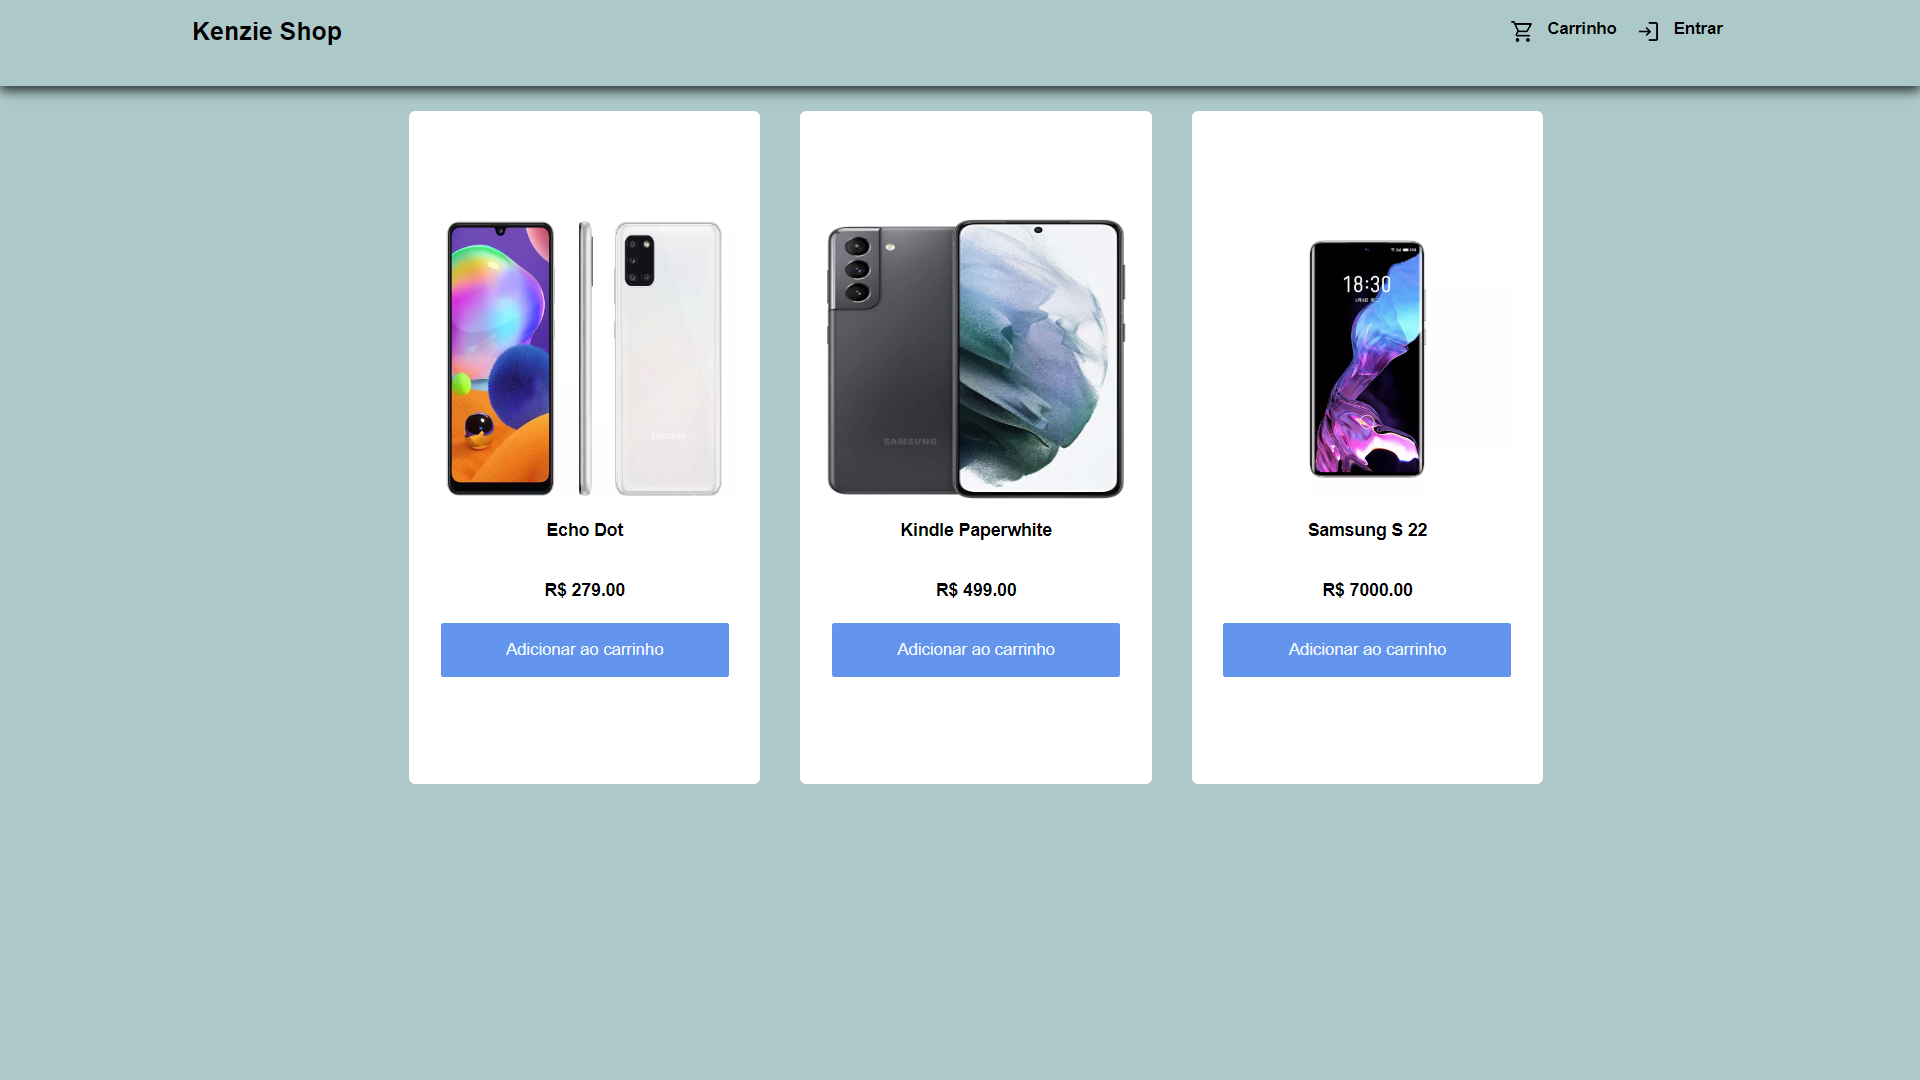 Kenzie Shop
Carrinho
Entrar
SAMSUNG
SAMSUNG
18:30
Echo Dot
Kindle Paperwhite
Samsung S 22
R$ 279.00
R$ 499.00
R$ 7000.00
Adicionar ao carrinho
Adicionar ao carrinho
Adicionar ao carrinho